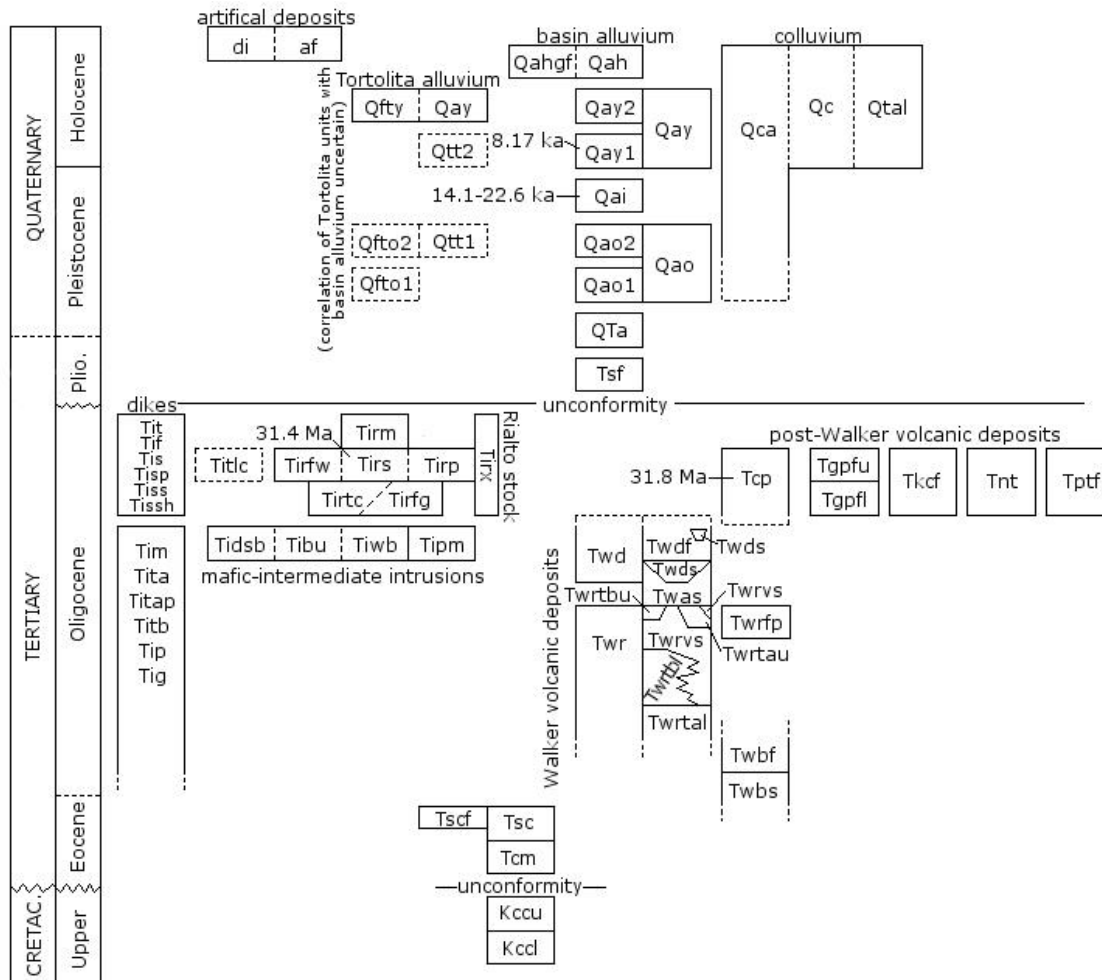 artifical deposits
di af
basin alluvium
Qahgf Qah
colluvium
Qca Qc Qtal
Tortolita alluvium
Qfty Qay
Qtt2
Qfto2 Qtt1
Qfto1
(correlation of Tortolita units with
basin alluvium uncertain)
Qay2
Qay1
Qay
8.17 ka
14.1-22.6 ka
Qai
Qao2
Qao1
Qao
QTa
Tsf
QUATERNARY
Holocene
Pleistocene
TERTIARY
Plio.
Oligocene
Eocene
CRETAC.
Upper
unconformity
dikes
Tit
Tif
Tis
Tisp
Tiss
Tissh
Tim
Tita
Titap
Titb
Tip
Tig
31.4 Ma
Tirm
Titlc
Tirfw Tirs Tirp
Tirtc Tirfg
Tirx
Rialto stock
Tidsb Tibu Tiwb Tipm
mafic-intermediate intrusions
post-Walker volcanic deposits
31.8 Ma
Tcp
Tgpfu
Tgpfl
Tkcf
Tnt
Tptf
Walker volcanic deposits
Twd
Twdf
Twds
Twds
Twas
Twrtbu
Twrvs
Twrfp
Twrtau
Twr
Twrvs
Twrtbl
Twrtal
Twbf
Twbs
Tscf
Tsc
Tcm
unconformity
Kccu
Kccl